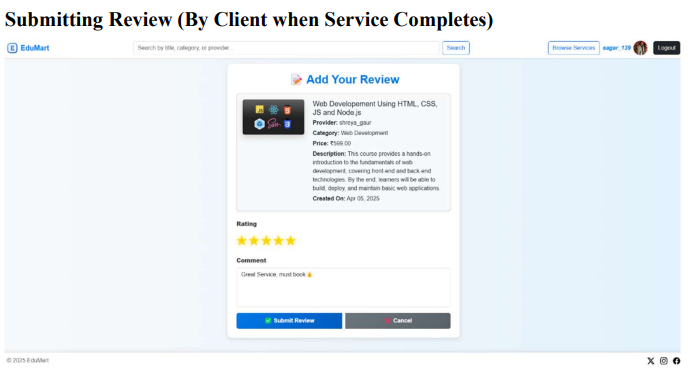 Submitting Review (By Client when Service Completes)
E EduMart
Search by title, category, or provider...
Search
Browse Services
sagar_139
Logout
Add Your Review
JS
Web Developement Using HTML, CSS,
JS and Node.js
Provider: shreya_gaur
Category: Web Development
Price: ₹599.00
Description: This course provides a hands-on
introduction to the fundamentals of web
development, covering front-end and back-end
technologies. By the end, learners will be able to
build, deploy, and maintain basic web applications.
Created On: Apr 05, 2025
Rating
Comment
Great Service, must book 🔥
✅ Submit Review
❌ Cancel
© 2025 EduMart